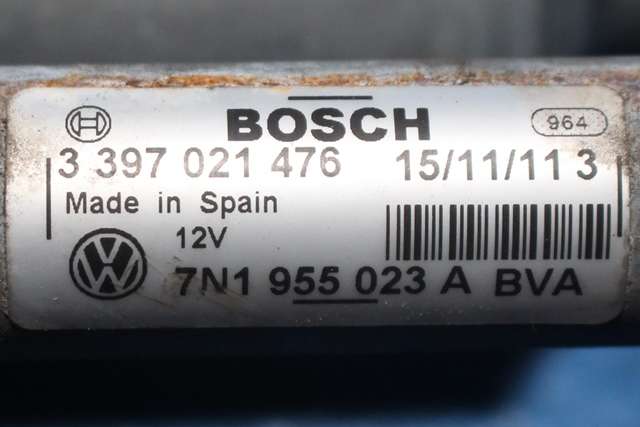 BOSCH 964
3 397 021 476 15/11/11 3
Made in Spain
12V
7N1 955 023 A BVA